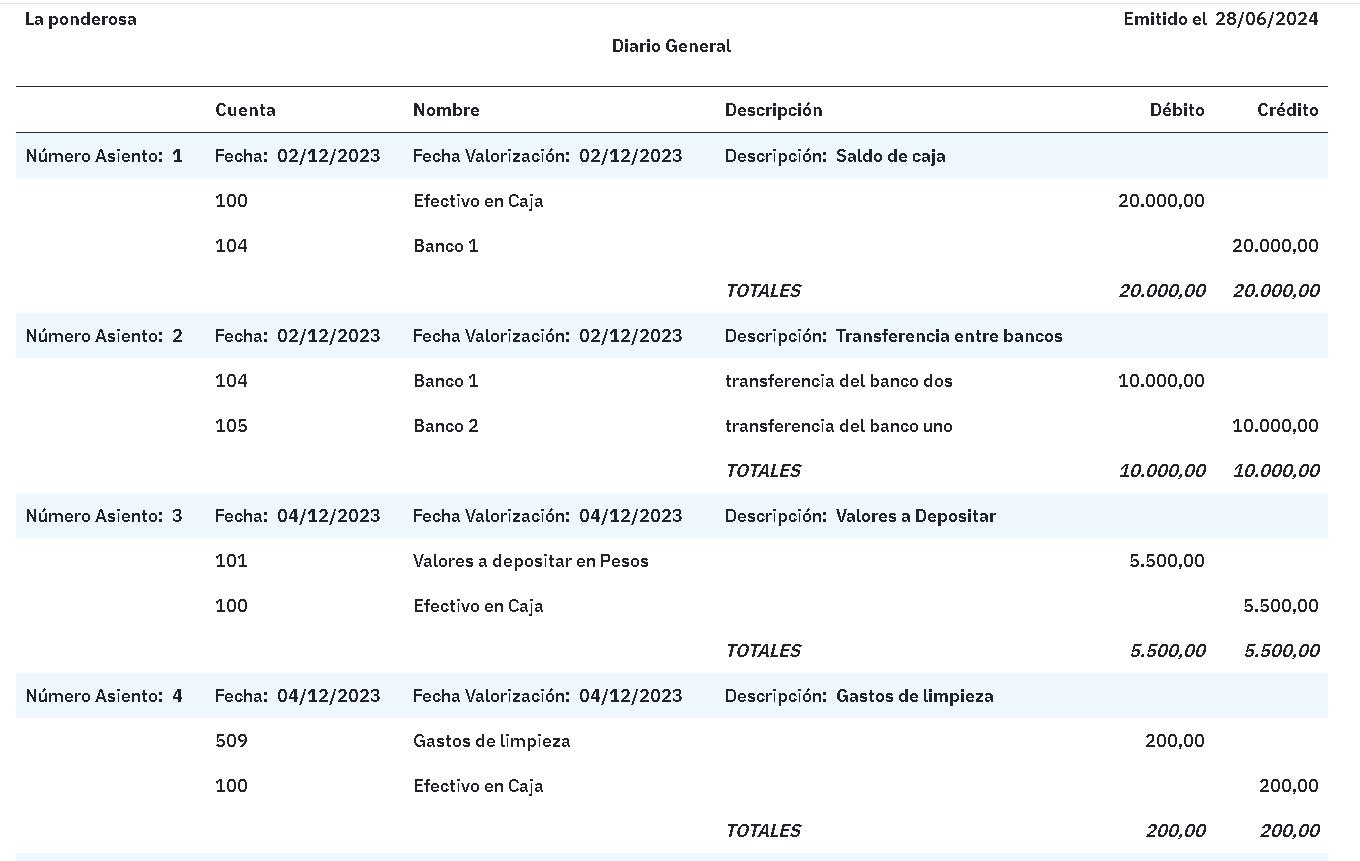 La ponderosa Emitido el 28/06/2024
Diario General
Cuenta Nombre Descripción Débito Crédito
Número Asiento: 1 Fecha: 02/12/2023 Fecha Valorización: 02/12/2023 Descripción: Saldo de caja
100 Efectivo en Caja 20.000,00
104 Banco 1 20.000,00
TOTALES 20.000,00 20.000,00
Número Asiento: 2 Fecha: 02/12/2023 Fecha Valorización: 02/12/2023 Descripción: Transferencia entre bancos
104 Banco 1 transferencia del banco dos 10.000,00
105 Banco 2 transferencia del banco uno 10.000,00
TOTALES 10.000,00 10.000,00
Número Asiento: 3 Fecha: 04/12/2023 Fecha Valorización: 04/12/2023 Descripción: Valores a Depositar
101 Valores a depositar en Pesos 5.500,00
100 Efectivo en Caja 5.500,00
TOTALES 5.500,00 5.500,00
Número Asiento: 4 Fecha: 04/12/2023 Fecha Valorización: 04/12/2023 Descripción: Gastos de limpieza
509 Gastos de limpieza 200,00
100 Efectivo en Caja 200,00
TOTALES 200,00 200,00